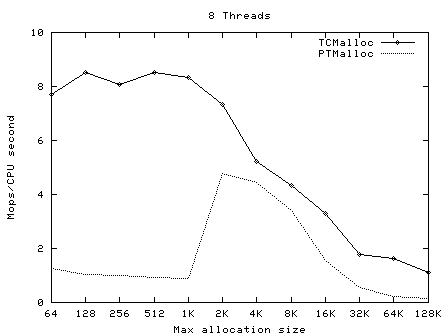 8 Threads
TCMalloc
PTMalloc
Mops/CPU second
10
8
6
4
2
0
64 128 256 512 1K 2K 4K 8K 16K 32K 64K 128K
Max allocation size